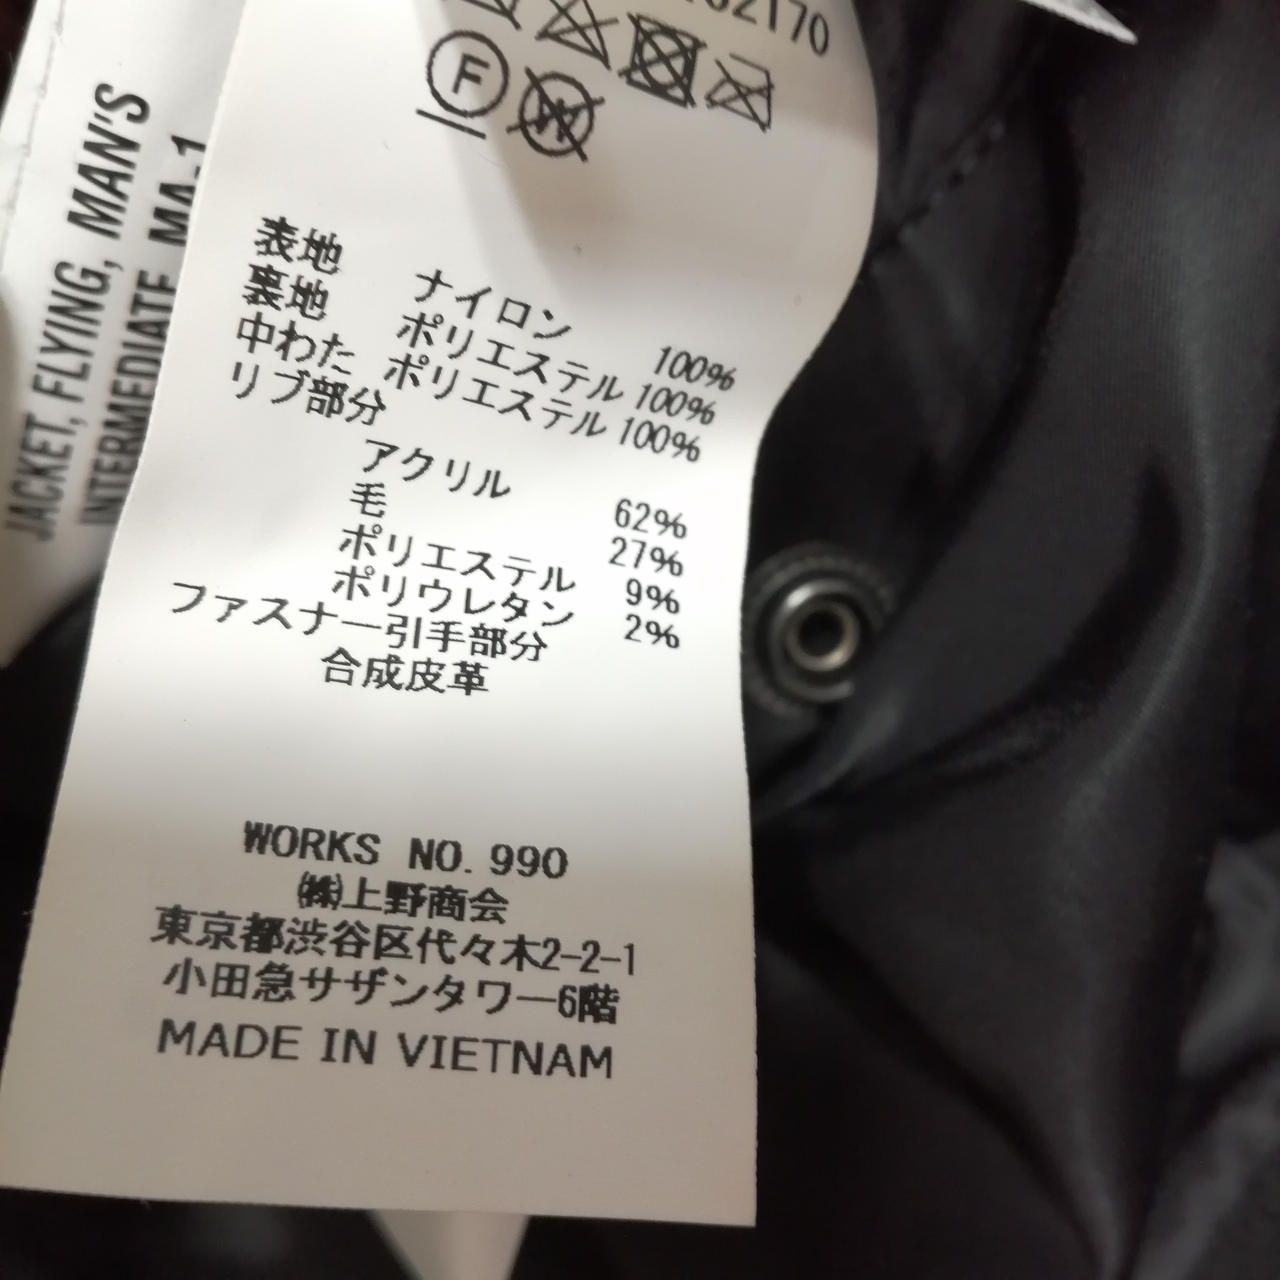 JACKET, FLYING, MAN'S
INTERMEDIATE MA-1
2170
F
W
表地 ナイロン 100%
裏地 ポリエステル 100%
中わた ポリエステル 100%
リブ部分
アクリル 62%
毛 27%
ポリエステル 9%
ポリウレタン 2%
ファスナー引手部分
合成皮革
WORKS NO. 990
㈱上野商会
東京都渋谷区代々木2-2-1
小田急サザンタワー6階
MADE IN VIETNAM